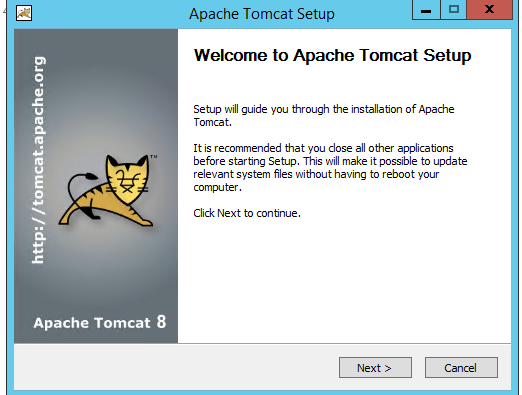 Apache Tomcat Setup
http://tomcat.apache.org
Apache Tomcat 8
Welcome to Apache Tomcat Setup
Setup will guide you through the installation of Apache
Tomcat.
It is recommended that you close all other applications
before starting Setup. This will make it possible to update
relevant system files without having to reboot your
computer.
Click Next to continue.
TM
Next >
Cancel